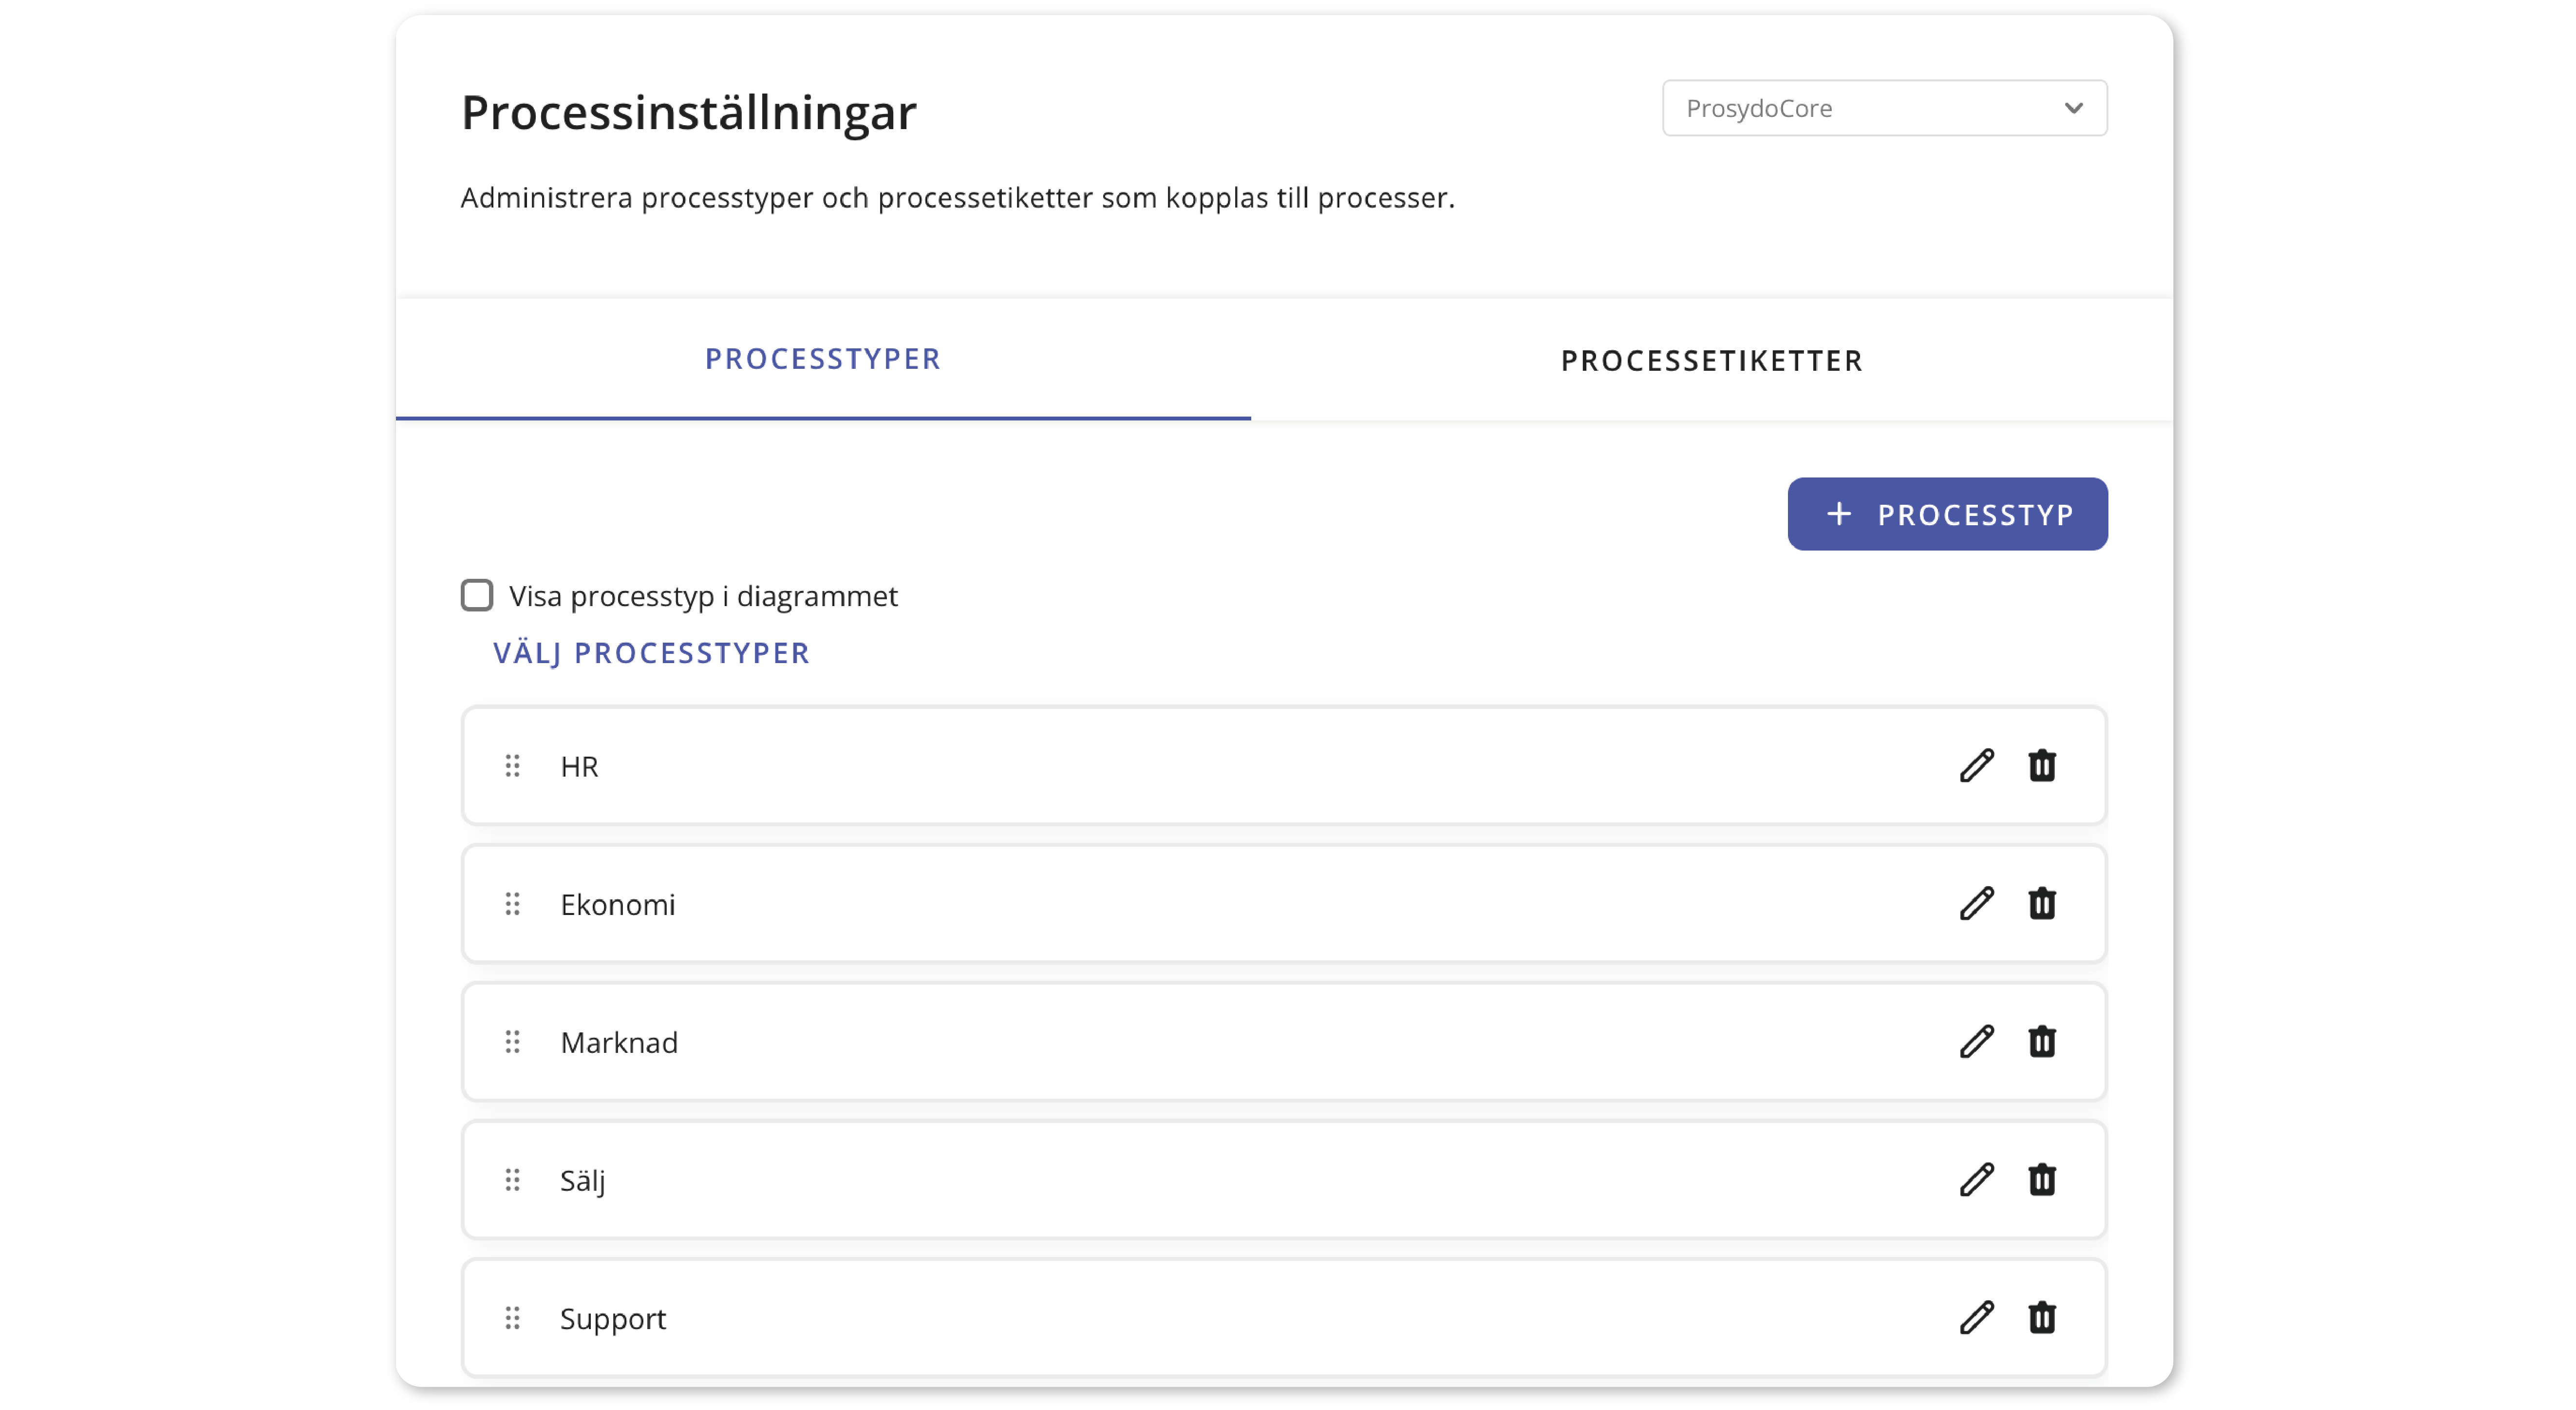 Processinställningar
ProsydoCore
Administrera processtyper och processetiketter som kopplas till processer.
PROCESSTYPER
PROCESSETIKETTER
+ PROCESSTYP
Visa processtyp i diagrammet
VÄLJ PROCESSTYPER
HR
Ekonomi
Marknad
Sälj
Support